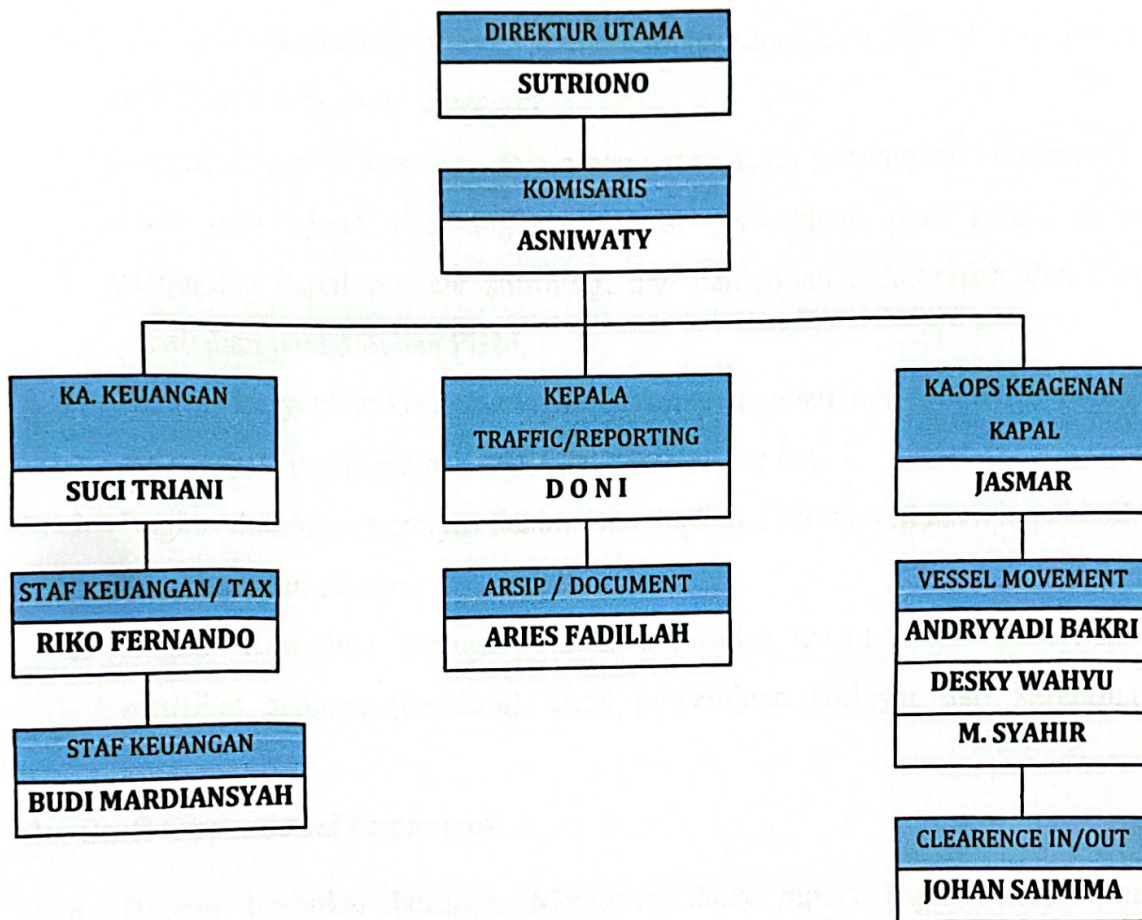 DIREKTUR UTAMA
SUTRIONO
KOMISARIS
ASNIWATY
KA. KEUANGAN
SUCI TRIANI
STAF KEUANGAN/ TAX
RIKO FERNANDO
STAF KEUANGAN
BUDI MARDIANSYAH
KEPALA
TRAFFIC/REPORTING
D O N I
ARSIP / DOCUMENT
ARIES FADILLAH
KA.OPS KEAGENAN
KAPAL
JASMAR
VESSEL MOVEMENT
ANDRYYADI BAKRI
DESKY WAHYU
M. SYAHIR
CLEARENCE IN/OUT
JOHAN SAIMIMA